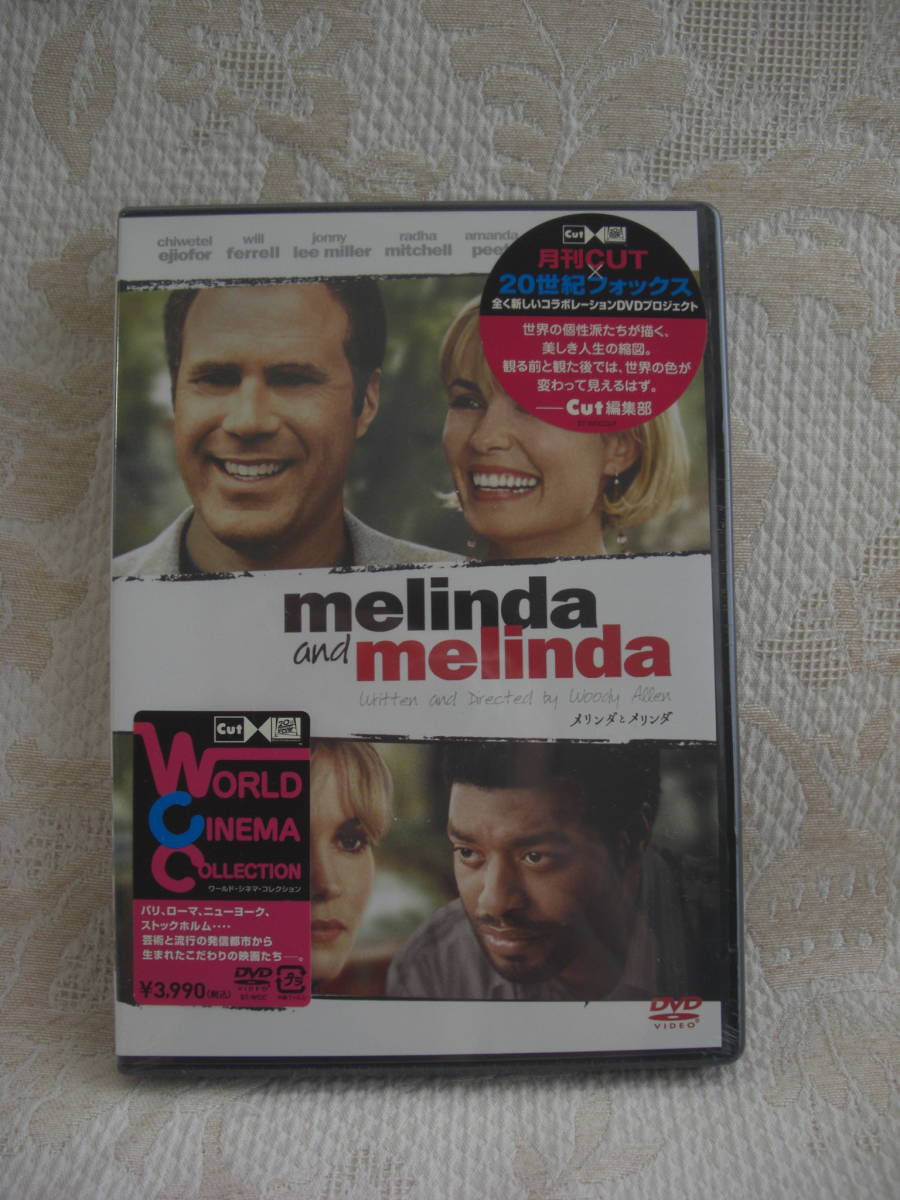 chiwetel ejiofor
will ferrell
jonny lee miller
radha mitchell
amanda peet
Cut
月刊CUT
×
20世紀フォックス
全く新しいコラボレーションDVDプロジェクト
世界の個性派たちが描く、
美しき人生の縮図。
観る前と観た後では、世界の色が
変わって見えるはず。
——Cut編集部
melinda
and melinda
Written and Directed by Woody Allen
メリンダとメリンダ
Cut
WORLD
CINEMA
COLLECTION
ワールド・シネマ・コレクション
パリ、ローマ、ニューヨーク、
ストックホルム‥‥
芸術と流行の発信都市から
生まれたこだわりの映画たち——。
¥3,990(税込)
DVD
VIDEO
プラ
DVD
VIDEO